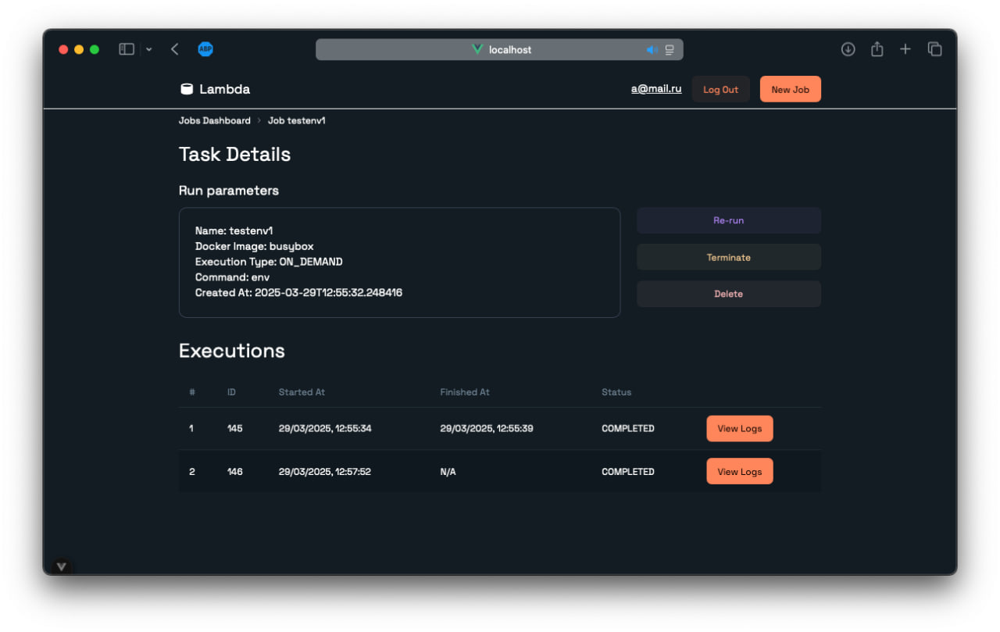 ABP
localhost
Lambda
a@mail.ru
Log Out
New Job
Jobs Dashboard › Job testenv1
Task Details
Run parameters
Name: testenv1
Docker Image: busybox
Execution Type: ON_DEMAND
Command: env
Created At: 2025-03-29T12:55:32.248416
Re-run
Terminate
Delete
Executions
# ID Started At Finished At Status
1 145 29/03/2025, 12:55:34 29/03/2025, 12:55:39 COMPLETED View Logs
2 146 29/03/2025, 12:57:52 N/A COMPLETED View Logs